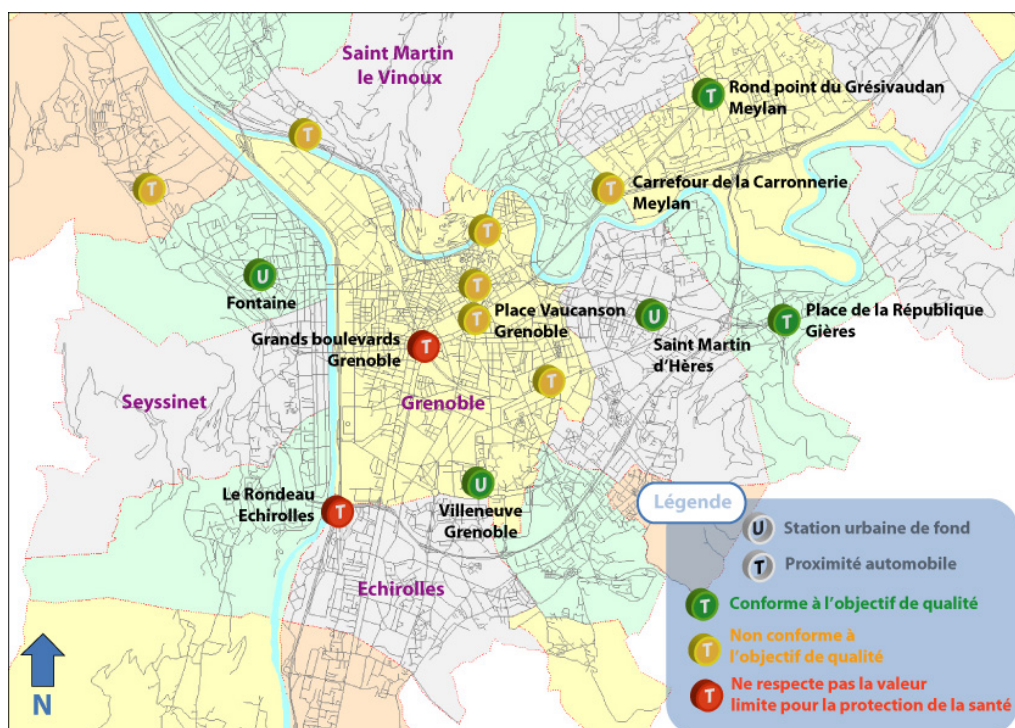 Saint Martin
le Vinoux
T
Rond point du Grésivaudan
Meylan
T
T
T
Carrefour de la Carronnerie
Meylan
T
U
Fontaine
T
T
Place Vaucanson
Grenoble
U
Saint Martin
d'Hères
T
Place de la République
Gières
Grands boulevards
Grenoble
T
T
Seyssinet
Grenoble
U
Villeneuve
Grenoble
Le Rondeau
Echirolles
T
Echirolles
N
Légende
U
Station urbaine de fond
T
Proximité automobile
T
Conforme à l'objectif de qualité
T
Non conforme à
l'objectif de qualité
T
Ne respecte pas la valeur
limite pour la protection de la santé